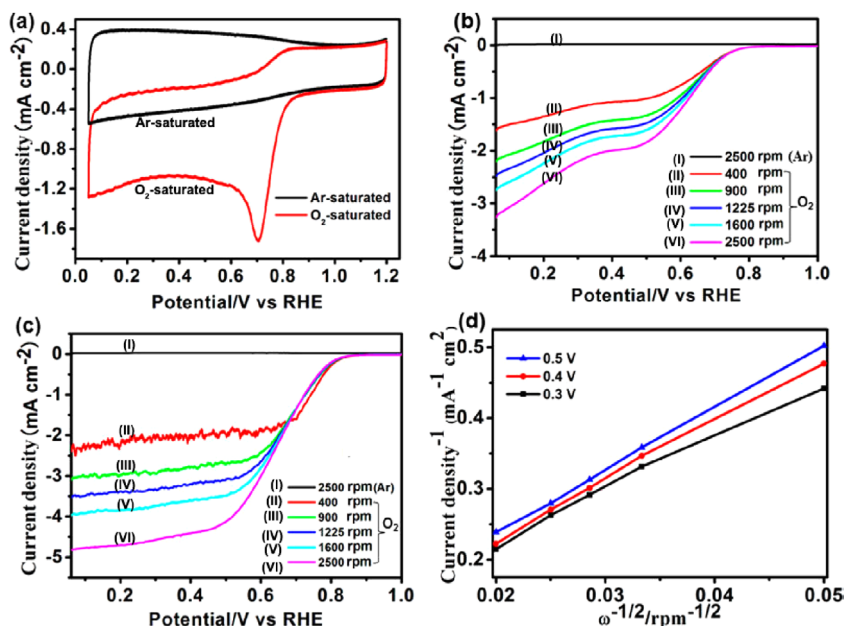 (a)
Current density (mA cm-2)
0.4
0.0
-0.4
-0.8
-1.2
-1.6
Ar-saturated
O2-saturated
Ar-saturated
O2-saturated
0.0 0.2 0.4 0.6 0.8 1.0 1.2
Potential/V vs RHE
(b)
Current density (mA cm-2)
0
-1
-2
-3
-4
(I)
(II)
(III)
(IV)
(V)
(VI)
(I) 2500 rpm (Ar)
(II) 400 rpm
(III) 900 rpm
(IV) 1225 rpm
(V) 1600 rpm
(VI) 2500 rpm
O2
0.2 0.4 0.6 0.8 1.0
Potential/V vs RHE
(c)
Current density (mA cm-2)
0
-1
-2
-3
-4
-5
(I)
(II)
(III)
(IV)
(V)
(VI)
(I) 2500 rpm(Ar)
(II) 400 rpm
(III) 900 rpm
(IV) 1225 rpm
(V) 1600 rpm
(VI) 2500 rpm
O2
0.2 0.4 0.6 0.8 1.0
Potential/V vs RHE
(d)
Current density-1 (mA-1 cm2)
0.5
0.4
0.3
0.2
0.5 V
0.4 V
0.3 V
0.02 0.03 0.04 0.05
ω-1/2/rpm-1/2